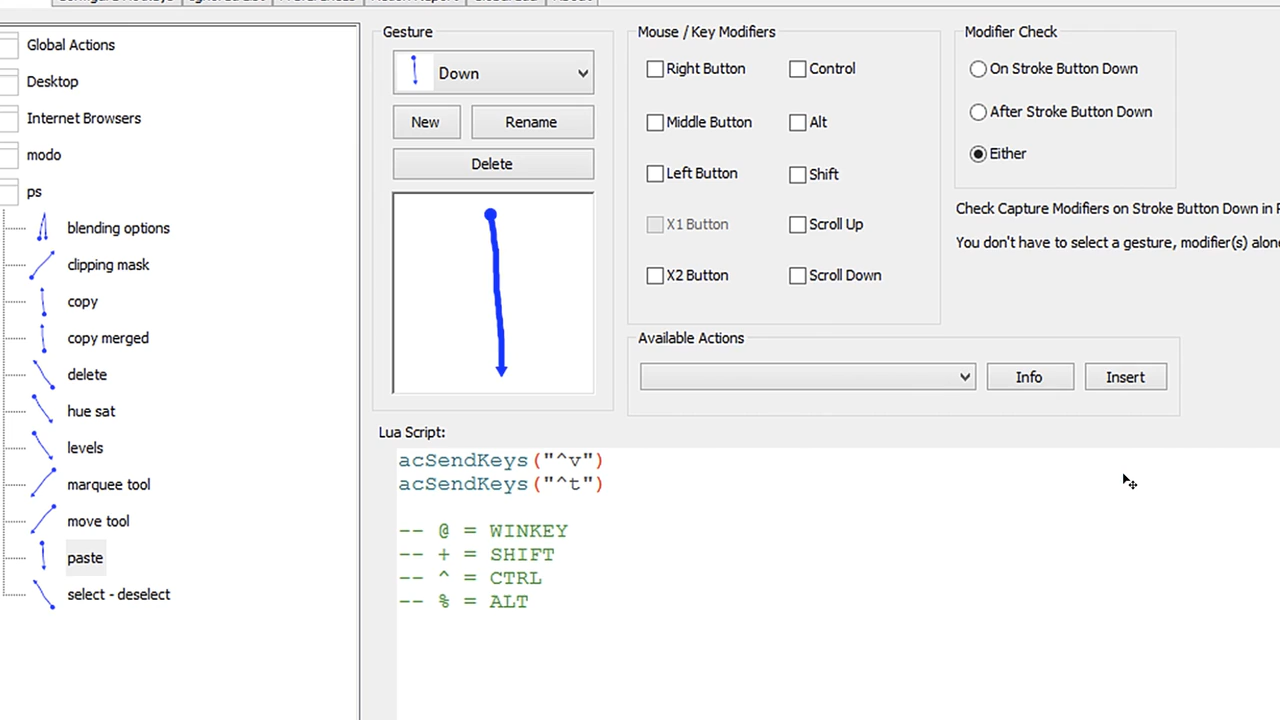 Global Actions
Desktop
Internet Browsers
modo
ps
blending options
clipping mask
copy
copy merged
delete
hue sat
levels
marquee tool
move tool
paste
select - deselect
Gesture
Down
New
Rename
Delete
Mouse / Key Modifiers
Right Button
Control
Middle Button
Alt
Left Button
Shift
X1 Button
Scroll Up
X2 Button
Scroll Down
Modifier Check
On Stroke Button Down
After Stroke Button Down
Either
Check Capture Modifiers on Stroke Button Down in
You don't have to select a gesture, modifier(s)
Available Actions
Info
Insert
Lua Script:
acSendKeys("^v")
acSendKeys("^t")
-- @ = WINKEY
-- + = SHIFT
-- ^ = CTRL
-- % = ALT